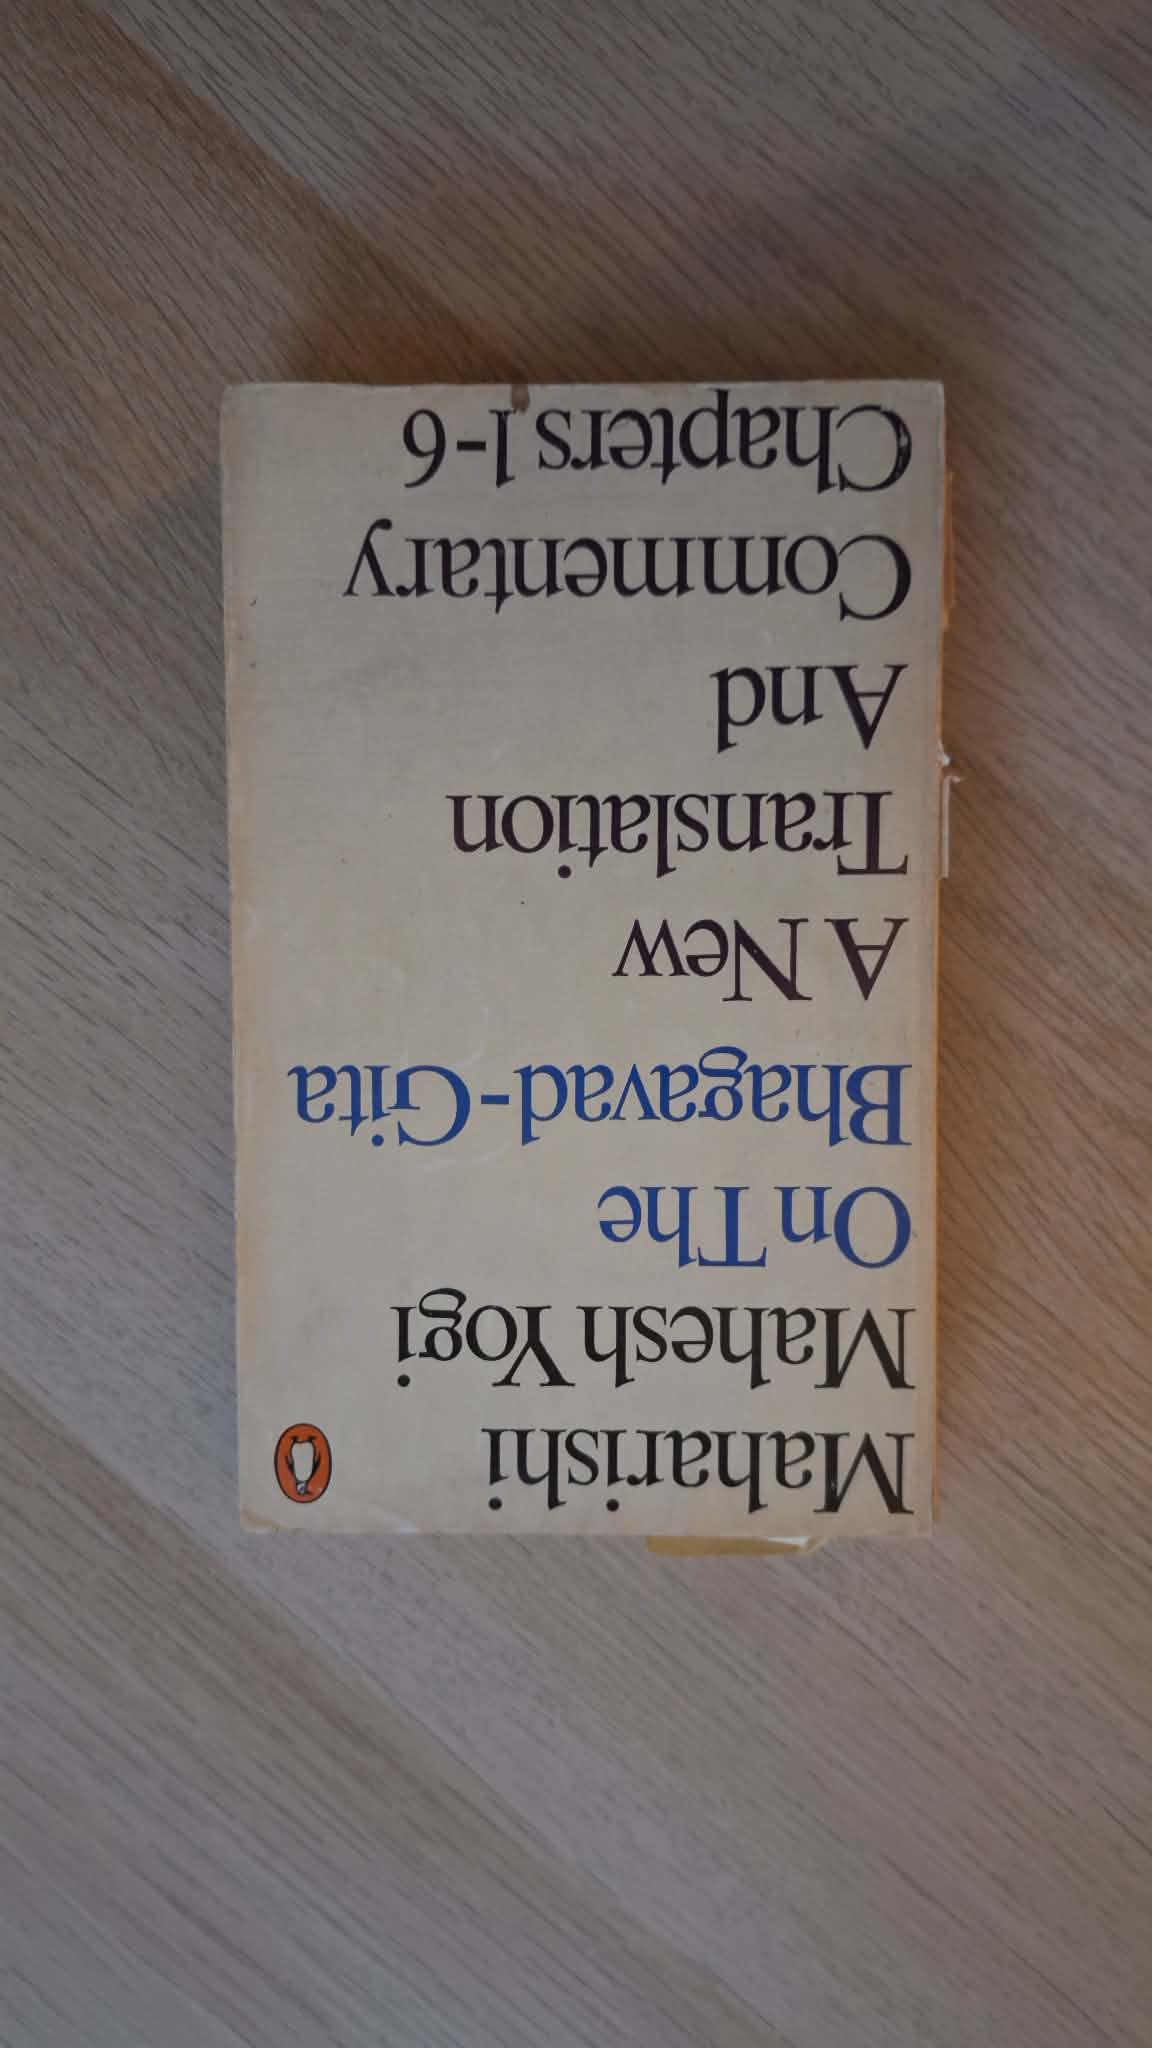 Maharishi
Mahesh Yogi
On The
Bhagavad-Gita
A New
Translation
And
Commentary
Chapters 1-6